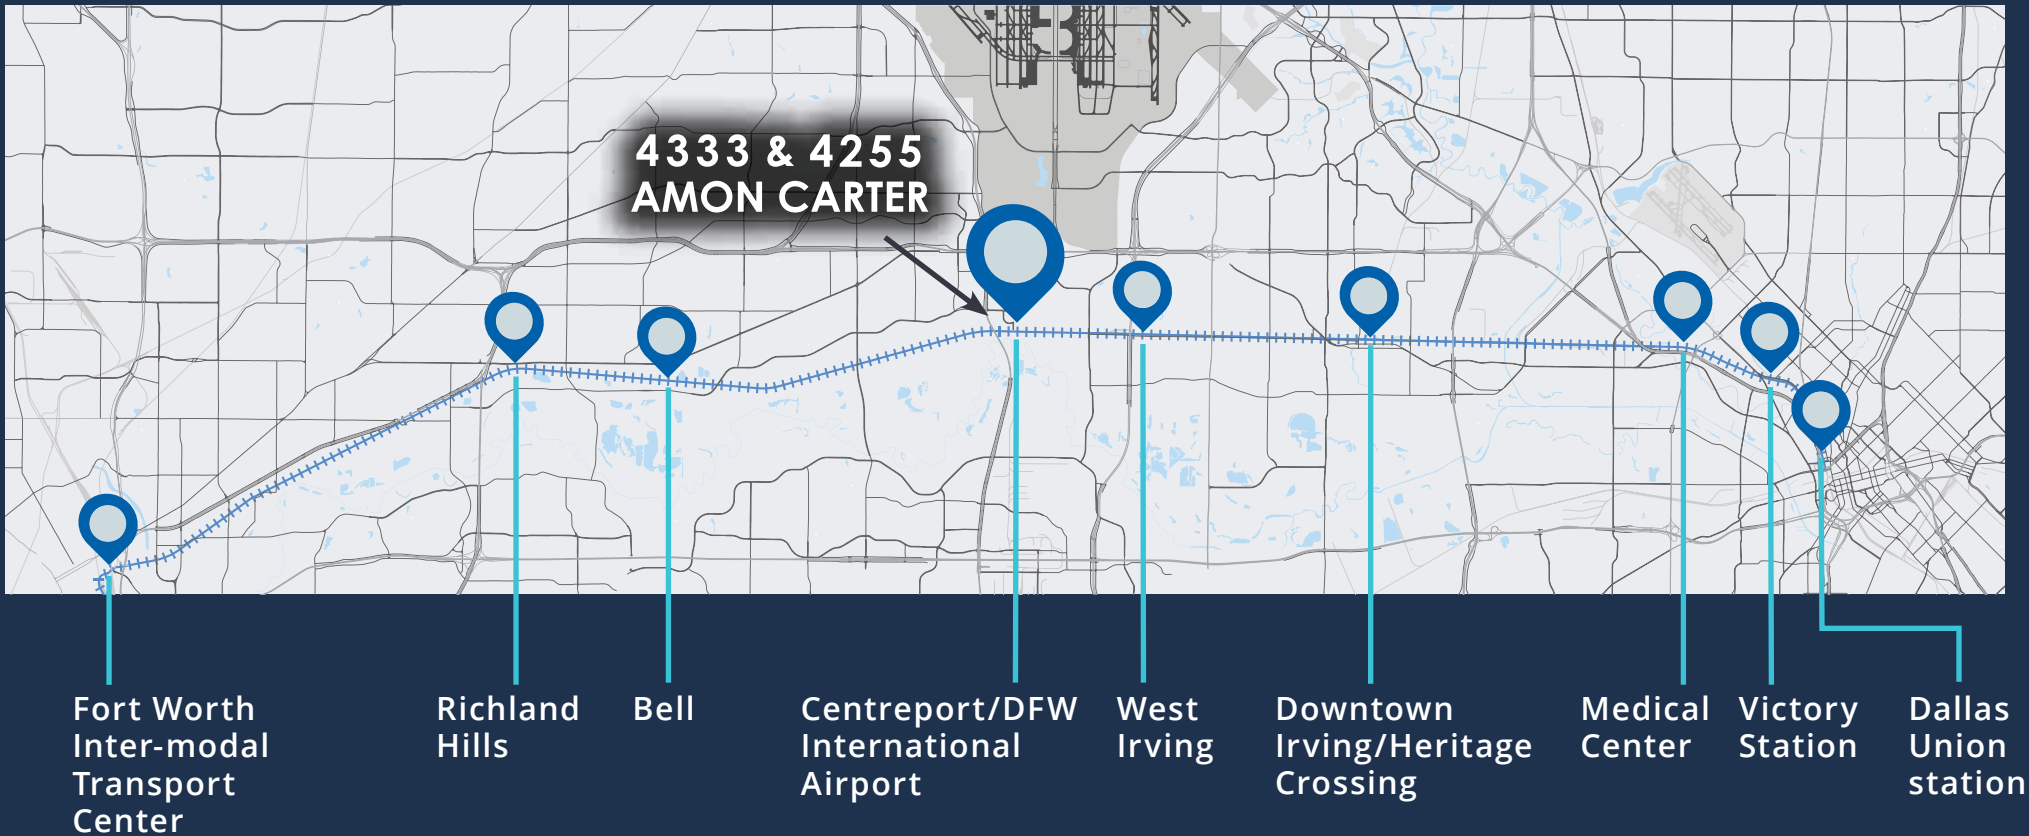 4333 & 4255
AMON CARTER
Fort Worth
Inter-modal
Transport
Center
Richland
Hills
Bell
Centreport/DFW
International
Airport
West
Irving
Downtown
Irving/Heritage
Crossing
Medical
Center
Victory
Station
Dallas
Union
station